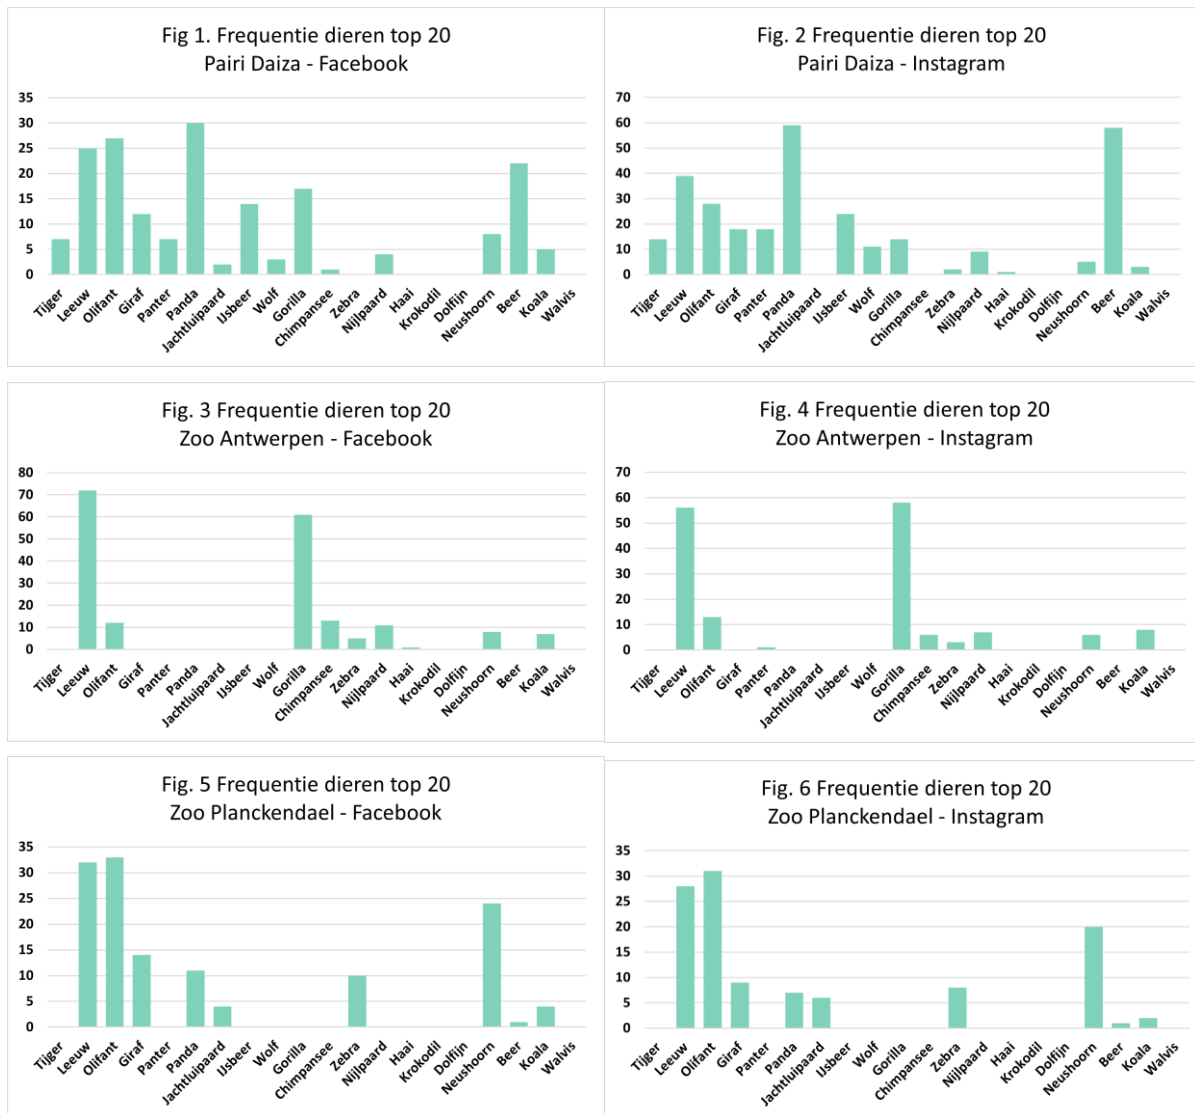 Fig 1. Frequentie dieren top 20
Pairi Daiza - Facebook
35
30
25
20
15
10
5
0
Tijger
Leeuw
Olifant
Giraf
Panter
Panda
Jachtluipaard
IJsbeer
Wolf
Gorilla
Chimpansee
Zebra
Nijlpaard
Haai
Krokodil
Dolfijn
Neushoorn
Beer
Koala
Walvis
Fig. 2 Frequentie dieren top 20
Pairi Daiza - Instagram
70
60
50
40
30
20
10
0
Tijger
Leeuw
Olifant
Giraf
Panter
Panda
Jachtluipaard
IJsbeer
Wolf
Gorilla
Chimpansee
Zebra
Nijlpaard
Haai
Krokodil
Dolfijn
Neushoorn
Beer
Koala
Walvis
Fig. 3 Frequentie dieren top 20
Zoo Antwerpen - Facebook
80
70
60
50
40
30
20
10
0
Tijger
Leeuw
Olifant
Giraf
Panter
Panda
Jachtluipaard
IJsbeer
Wolf
Gorilla
Chimpansee
Zebra
Nijlpaard
Haai
Krokodil
Dolfijn
Neushoorn
Beer
Koala
Walvis
Fig. 4 Frequentie dieren top 20
Zoo Antwerpen - Instagram
70
60
50
40
30
20
10
0
Tijger
Leeuw
Olifant
Giraf
Panter
Panda
Jachtluipaard
IJsbeer
Wolf
Gorilla
Chimpansee
Zebra
Nijlpaard
Haai
Krokodil
Dolfijn
Neushoorn
Beer
Koala
Walvis
Fig. 5 Frequentie dieren top 20
Zoo Planckendael - Facebook
35
30
25
20
15
10
5
0
Tijger
Leeuw
Olifant
Giraf
Panter
Panda
Jachtluipaard
IJsbeer
Wolf
Gorilla
Chimpansee
Zebra
Nijlpaard
Haai
Krokodil
Dolfijn
Neushoorn
Beer
Koala
Walvis
Fig. 6 Frequentie dieren top 20
Zoo Planckendael - Instagram
35
30
25
20
15
10
5
0
Tijger
Leeuw
Olifant
Giraf
Panter
Panda
Jachtluipaard
IJsbeer
Wolf
Gorilla
Chimpansee
Zebra
Nijlpaard
Haai
Krokodil
Dolfijn
Neushoorn
Beer
Koala
Walvis